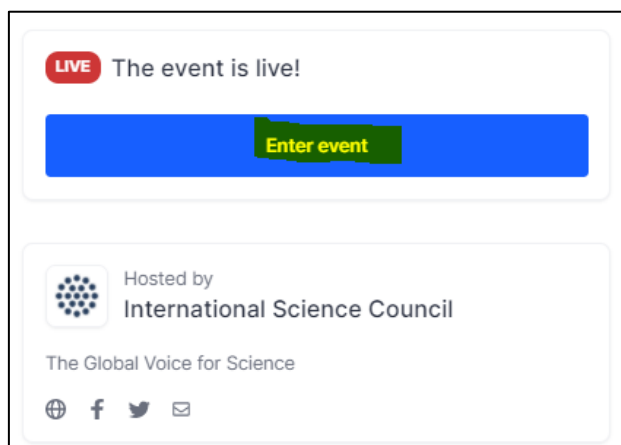 LIVE The event is live!
Enter event
Hosted by
International Science Council
The Global Voice for Science